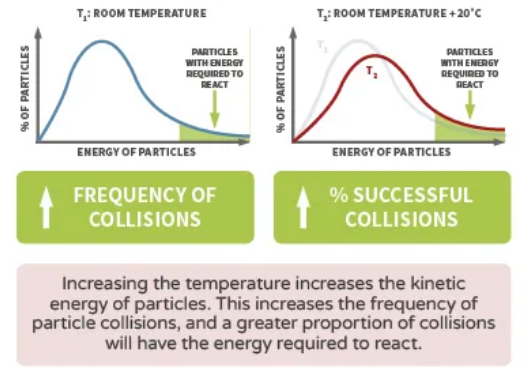 T₁: ROOM TEMPERATURE
% OF PARTICLES
PARTICLES
WITH ENERGY
REQUIRED TO
REACT
ENERGY OF PARTICLES
T₂: ROOM TEMPERATURE +20˚C
% OF PARTICLES
T₁
T₂
PARTICLES
WITH ENERGY
REQUIRED TO
REACT
ENERGY OF PARTICLES
FREQUENCY OF
COLLISIONS
% SUCCESSFUL
COLLISIONS
Increasing the temperature increases the kinetic
energy of particles. This increases the frequency of
particle collisions, and a greater proportion of collisions
will have the energy required to react.